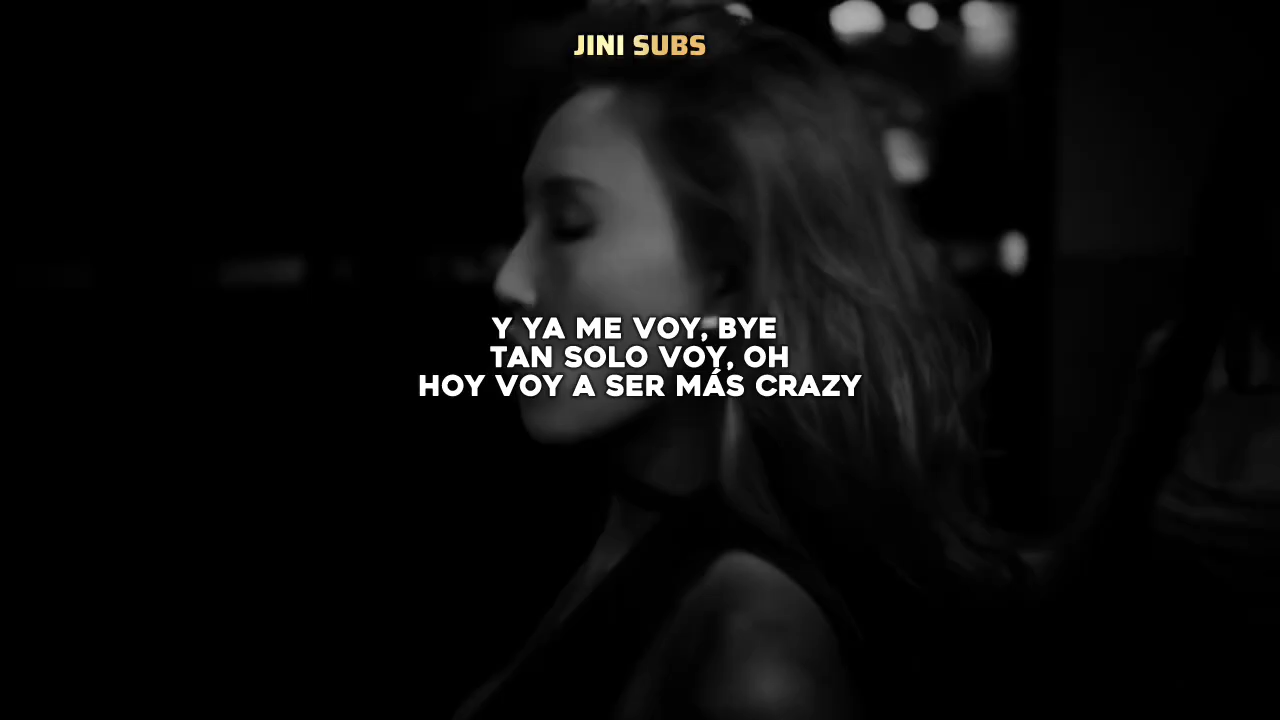 JINI SUBS
Y YA ME VOY, BYE
TAN SOLO VOY, OH
HOY VOY A SER MÁS CRAZY